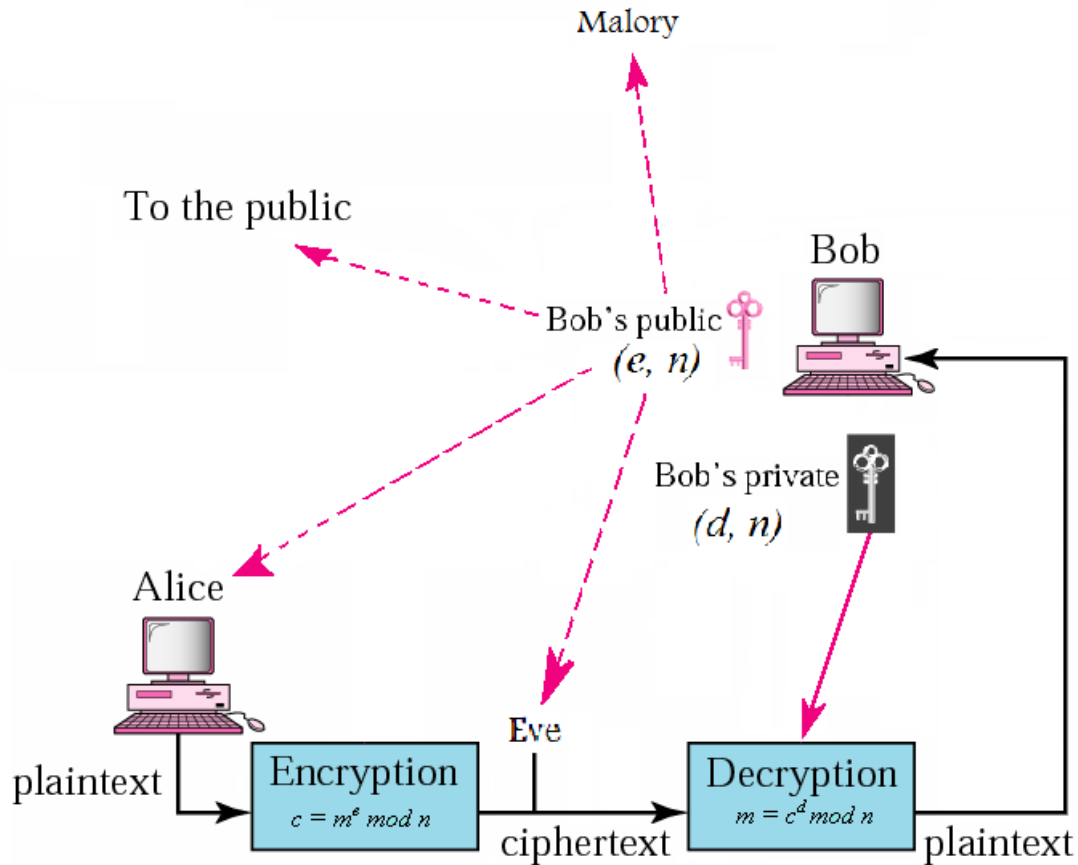 Malory
To the public
Bob
Bob's public
(e, n)
Bob's private
(d, n)
Alice
Eve
plaintext
Encryption
c = m^e mod n
ciphertext
Decryption
m = c^d mod n
plaintext